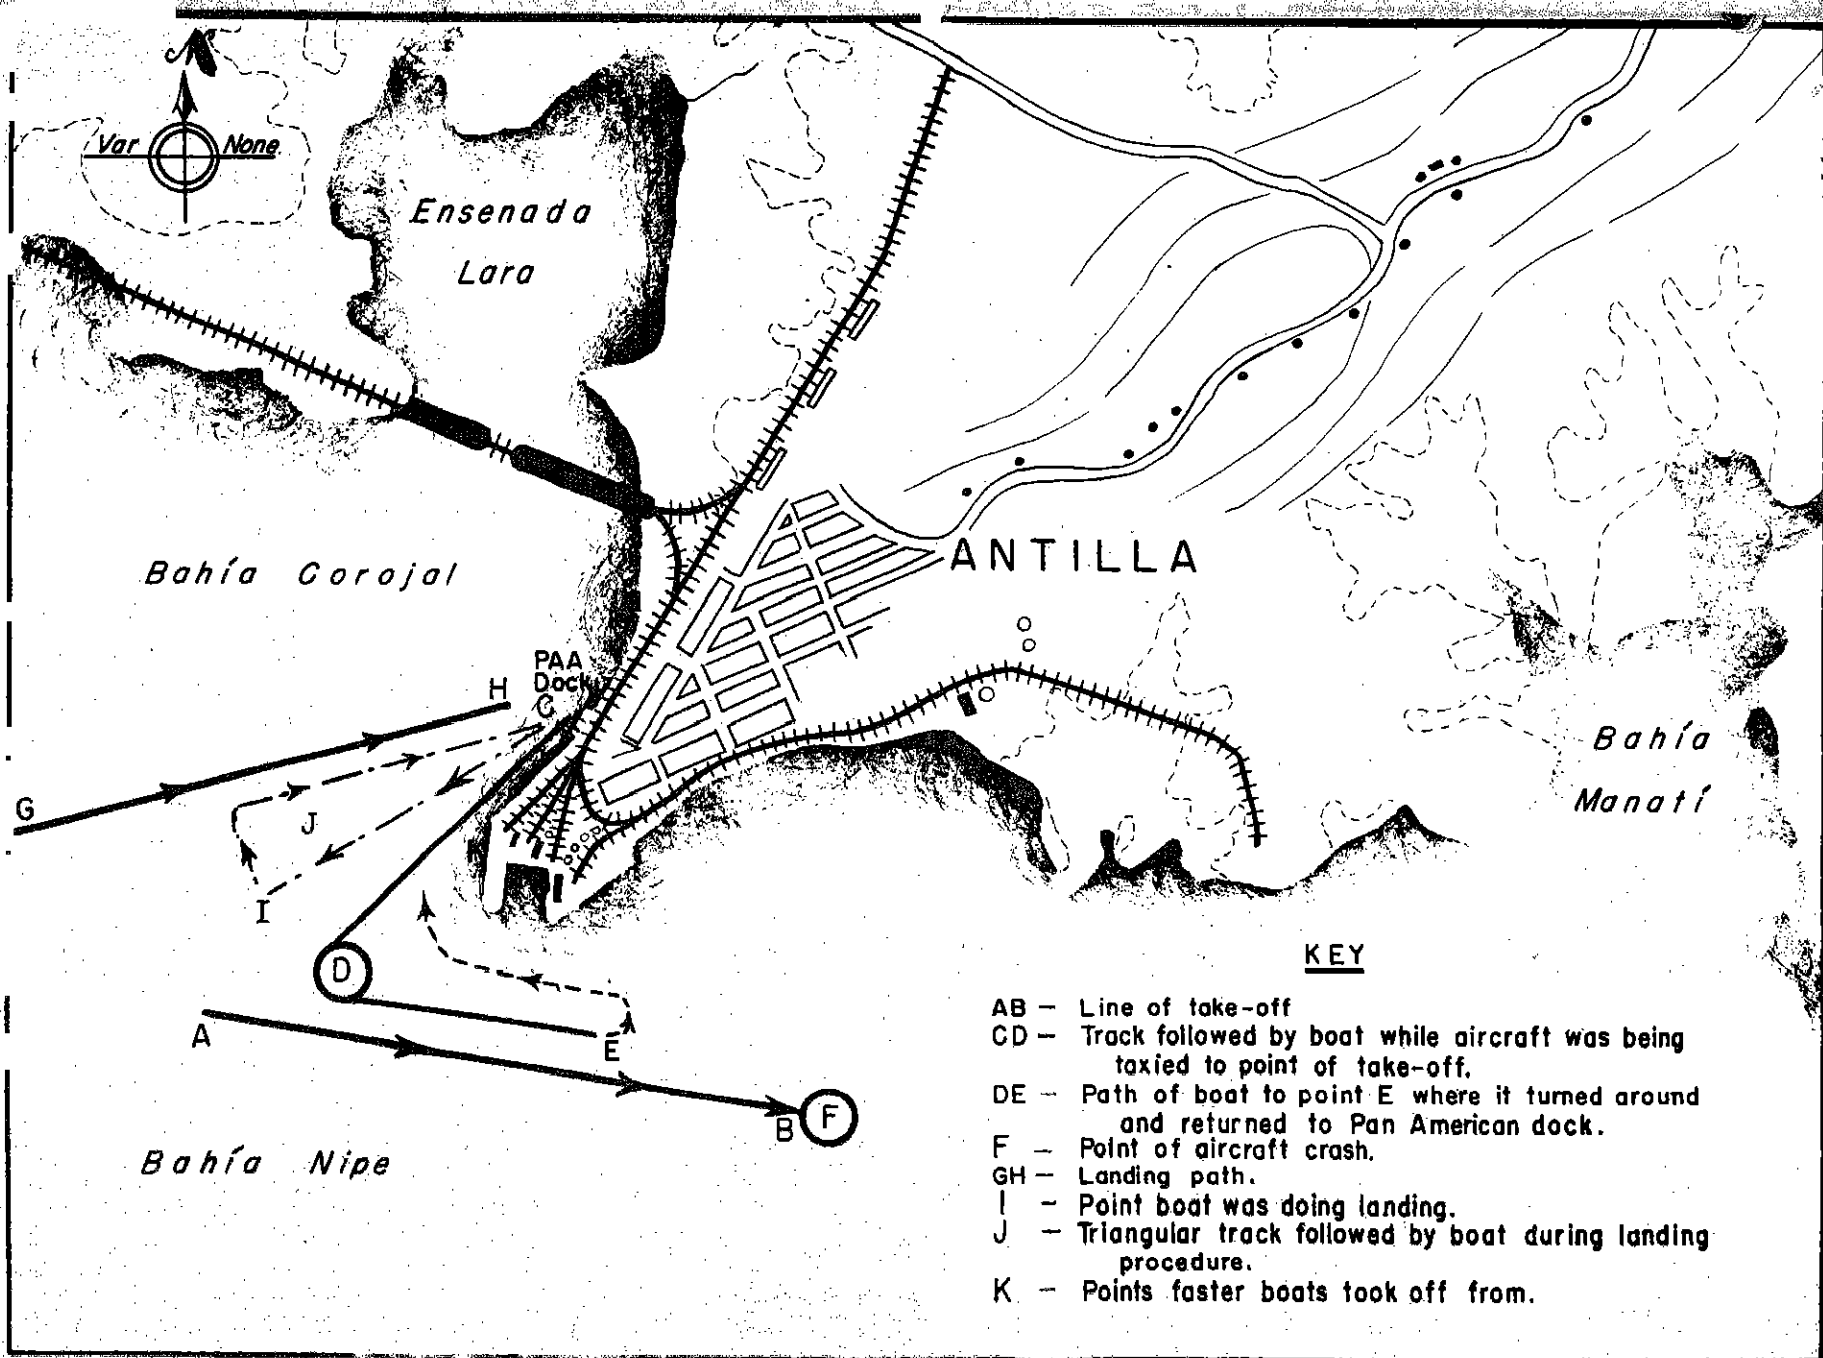 N
Var None
Ensenada
Lara
Bahía Corojal
ANTILLA
PAA
Dock
H
C
G
J
I
D
A
E
B
F
Bahía
Manatí
Bahía Nipe
KEY
AB — Line of take-off
CD — Track followed by boat while aircraft was being
taxied to point of take-off.
DE — Path of boat to point E where it turned around
and returned to Pan American dock.
F — Point of aircraft crash.
GH — Landing path.
I — Point boat was doing landing.
J — Triangular track followed by boat during landing
procedure.
K — Points faster boats took off from.